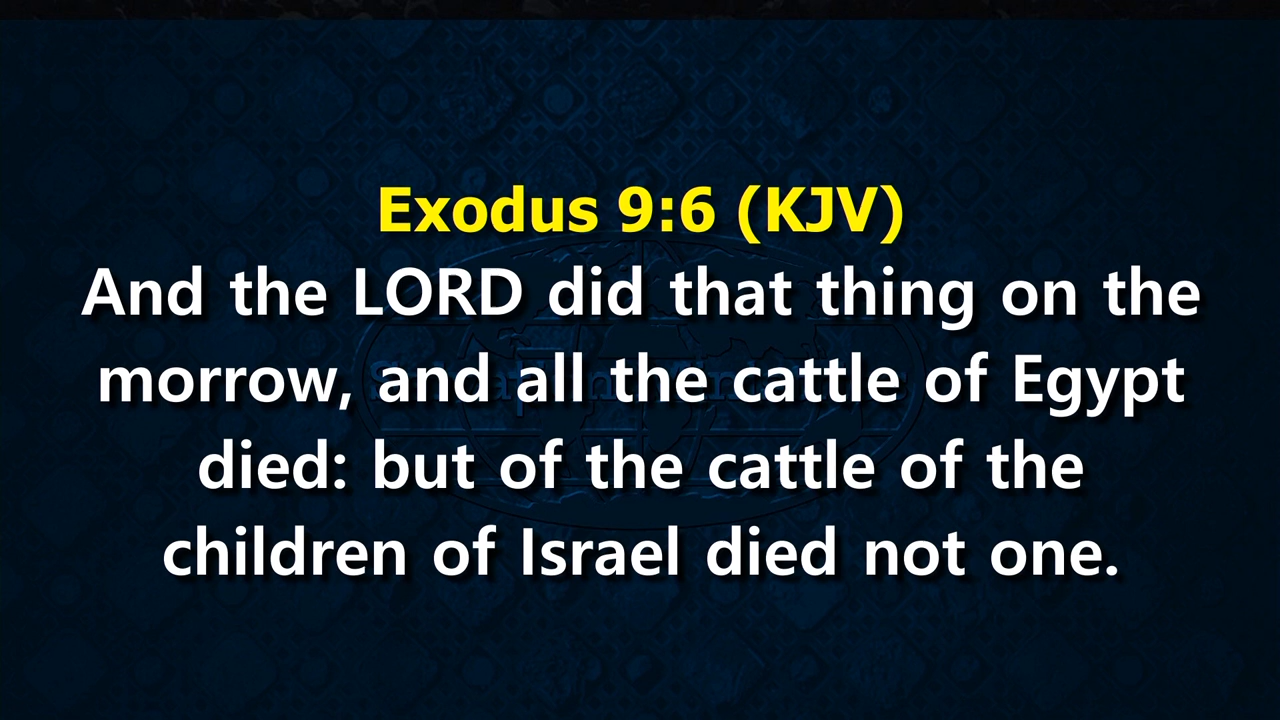 Exodus 9:6 (KJV)
And the LORD did that thing on the
morrow, and all the cattle of Egypt
died: but of the cattle of the
children of Israel died not one.